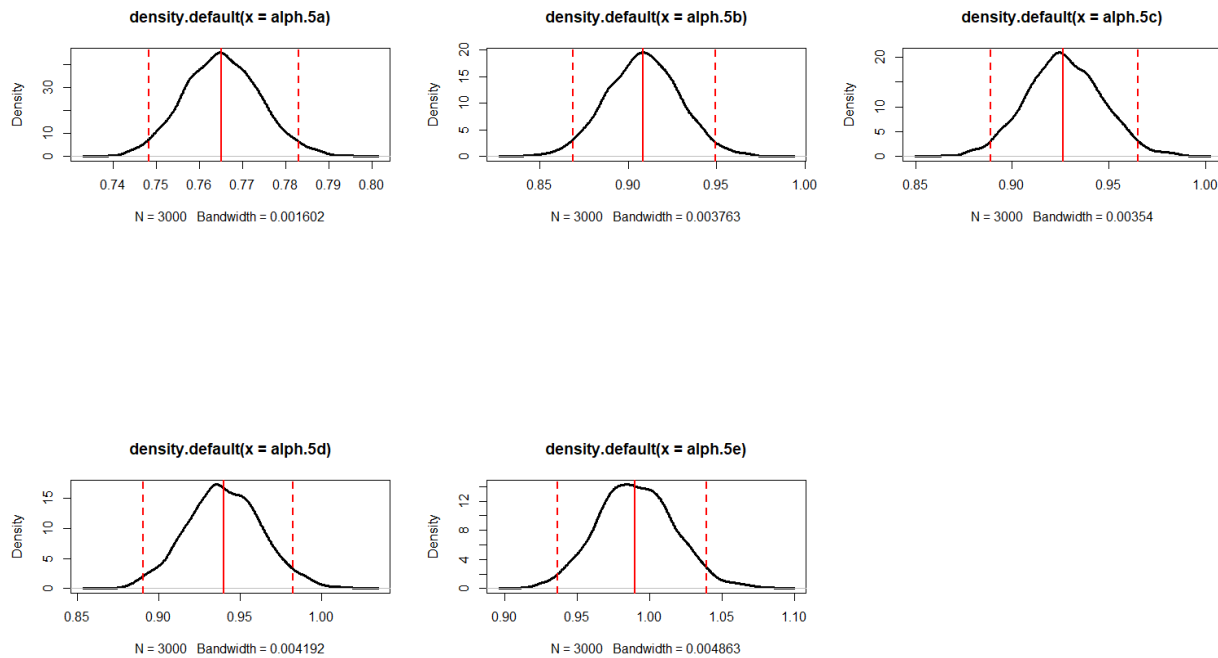 density.default(x = alph.5a)
Density
10
30
0
0.74 0.75 0.76 0.77 0.78 0.79 0.80
N = 3000 Bandwidth = 0.001602
density.default(x = alph.5b)
Density
0
5
10
15
20
0.85 0.90 0.95 1.00
N = 3000 Bandwidth = 0.003763
density.default(x = alph.5c)
Density
0
5
10
20
0.85 0.90 0.95 1.00
N = 3000 Bandwidth = 0.00354
density.default(x = alph.5d)
Density
0
5
10
15
0.85 0.90 0.95 1.00
N = 3000 Bandwidth = 0.004192
density.default(x = alph.5e)
Density
0
4
8
12
0.90 0.95 1.00 1.05 1.10
N = 3000 Bandwidth = 0.004863